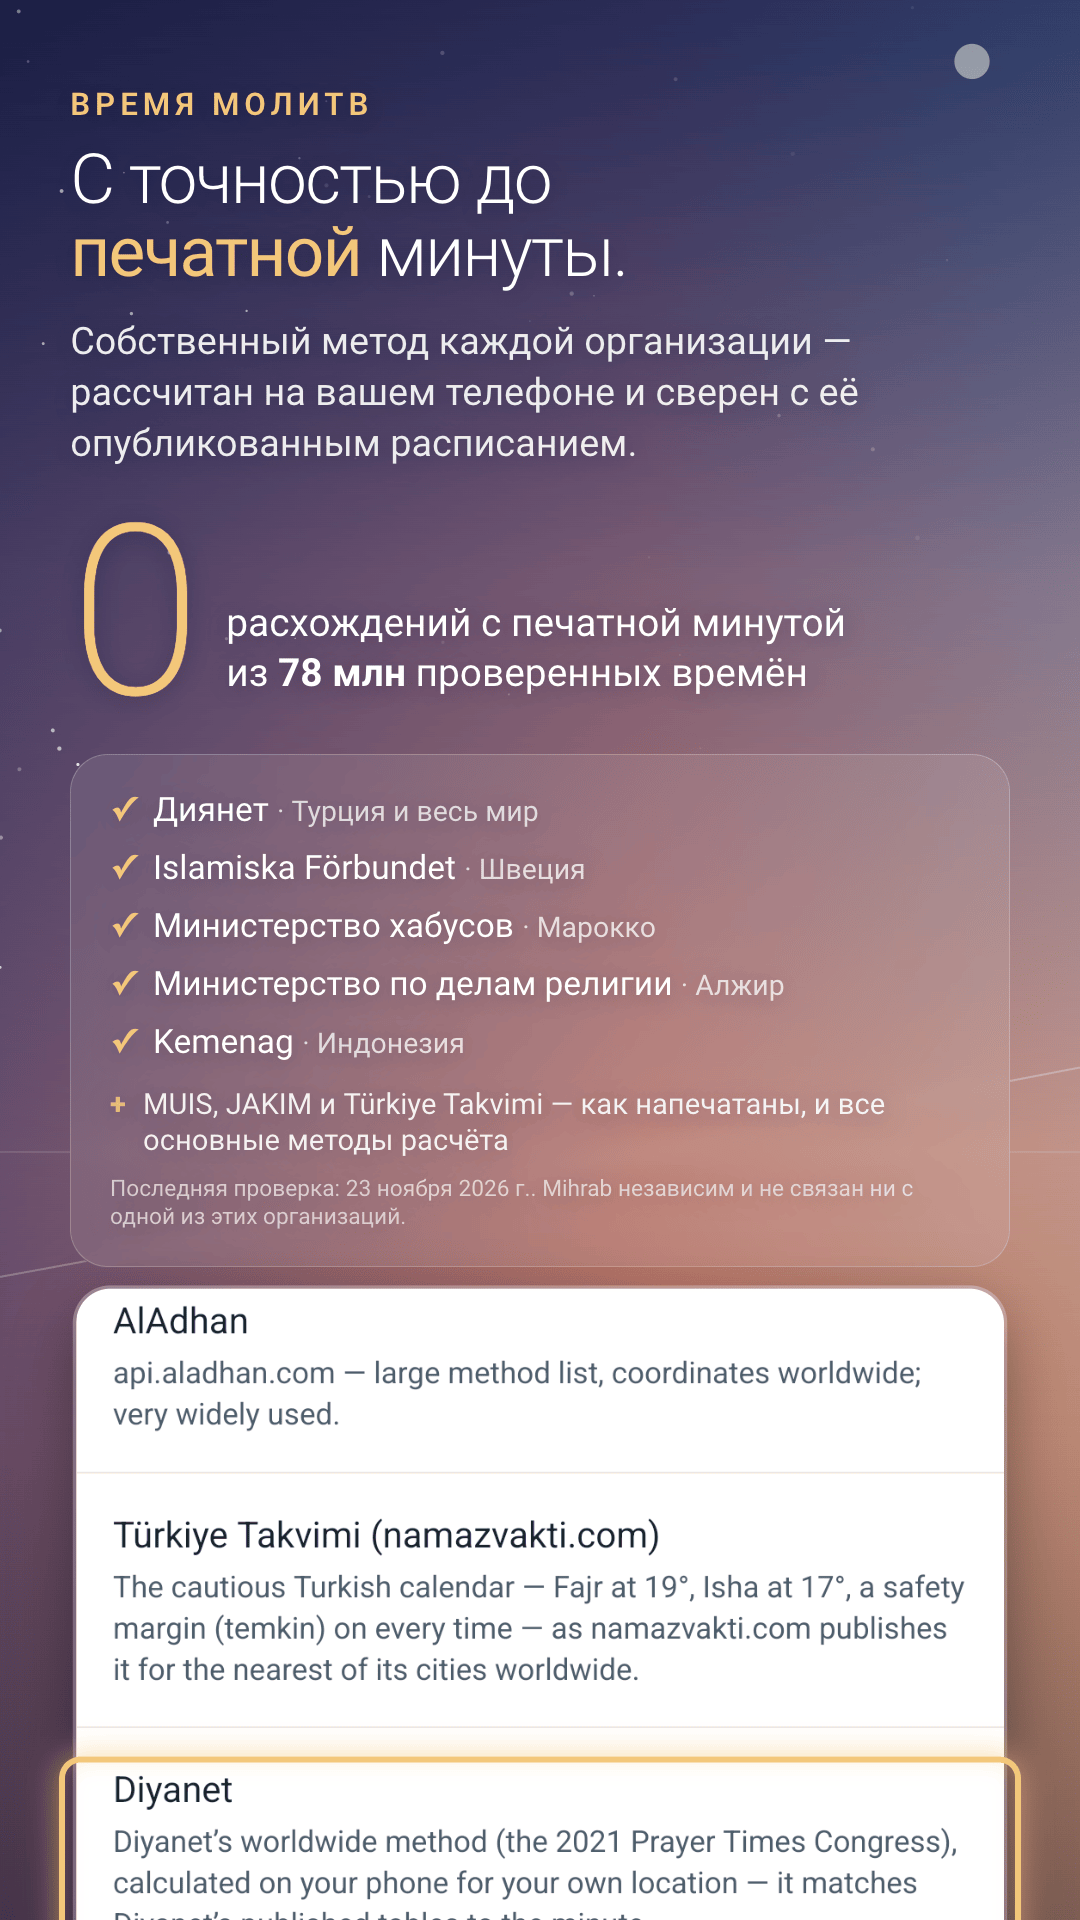 ВРЕМЯ МОЛИТВ
С точностью до
печатной минуты.
Собственный метод каждой организации —
рассчитан на вашем телефоне и сверен с её
опубликованным расписанием.
0
расхождений с печатной минутой
из 78 млн проверенных времён
✓ Диянет · Турция и весь мир
✓ Islamiska Förbundet · Швеция
✓ Министерство хабусов · Марокко
✓ Министерство по делам религии · Алжир
✓ Kemenag · Индонезия
+ MUIS, JAKIM и Türkiye Takvimi — как напечатаны, и все
основные методы расчёта
Последняя проверка: 23 ноября 2026 г.. Mihrab независим и не связан ни с
одной из этих организаций.
AlAdhan
api.aladhan.com — large method list, coordinates worldwide;
very widely used.
Türkiye Takvimi (namazvakti.com)
The cautious Turkish calendar — Fajr at 19°, Isha at 17°, a safety
margin (temkin) on every time — as namazvakti.com publishes
it for the nearest of its cities worldwide.
Diyanet
Diyanet’s worldwide method (the 2021 Prayer Times Congress),
calculated on your phone for your own location — it matches
Diyanet’s published tables to the minute